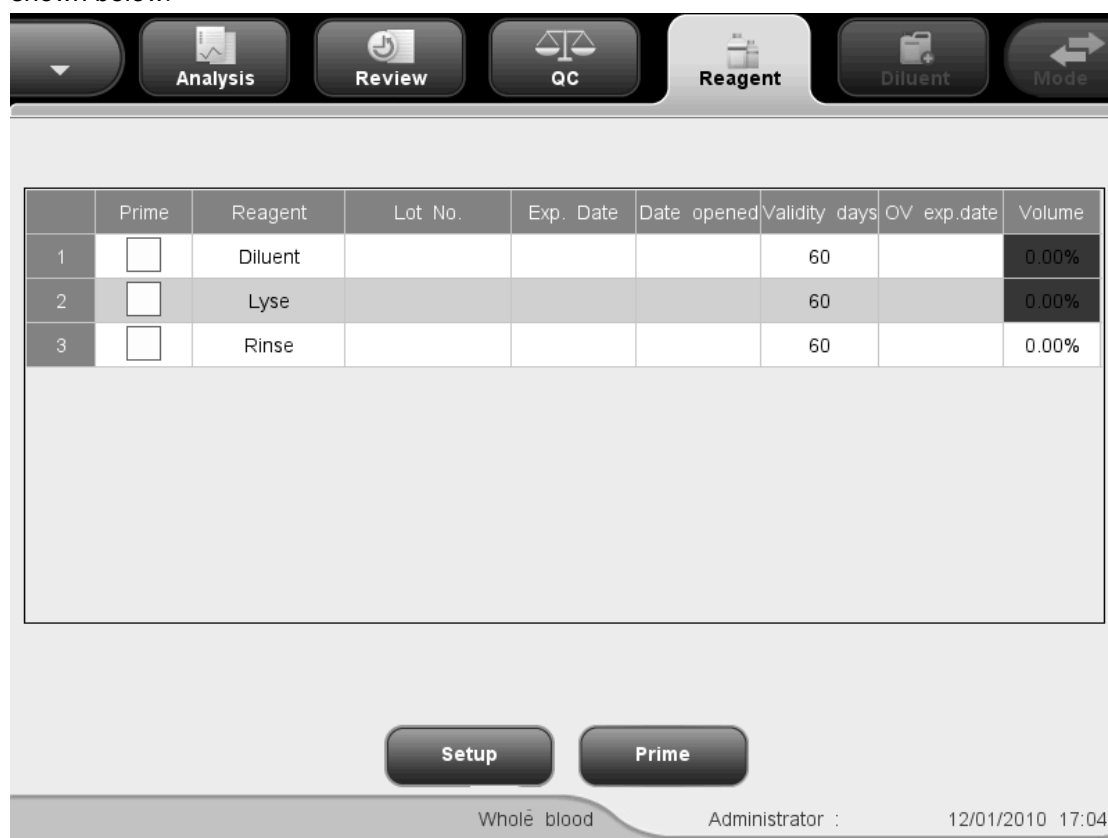 Analysis Review QC Reagent Diluent Mode
Prime Reagent Lot No. Exp. Date Date opened Validity days OV exp.date Volume
1 Diluent 60 0.00%
2 Lyse 60 0.00%
3 Rinse 60 0.00%
Setup Prime
Whole blood Administrator : 12/01/2010 17:04